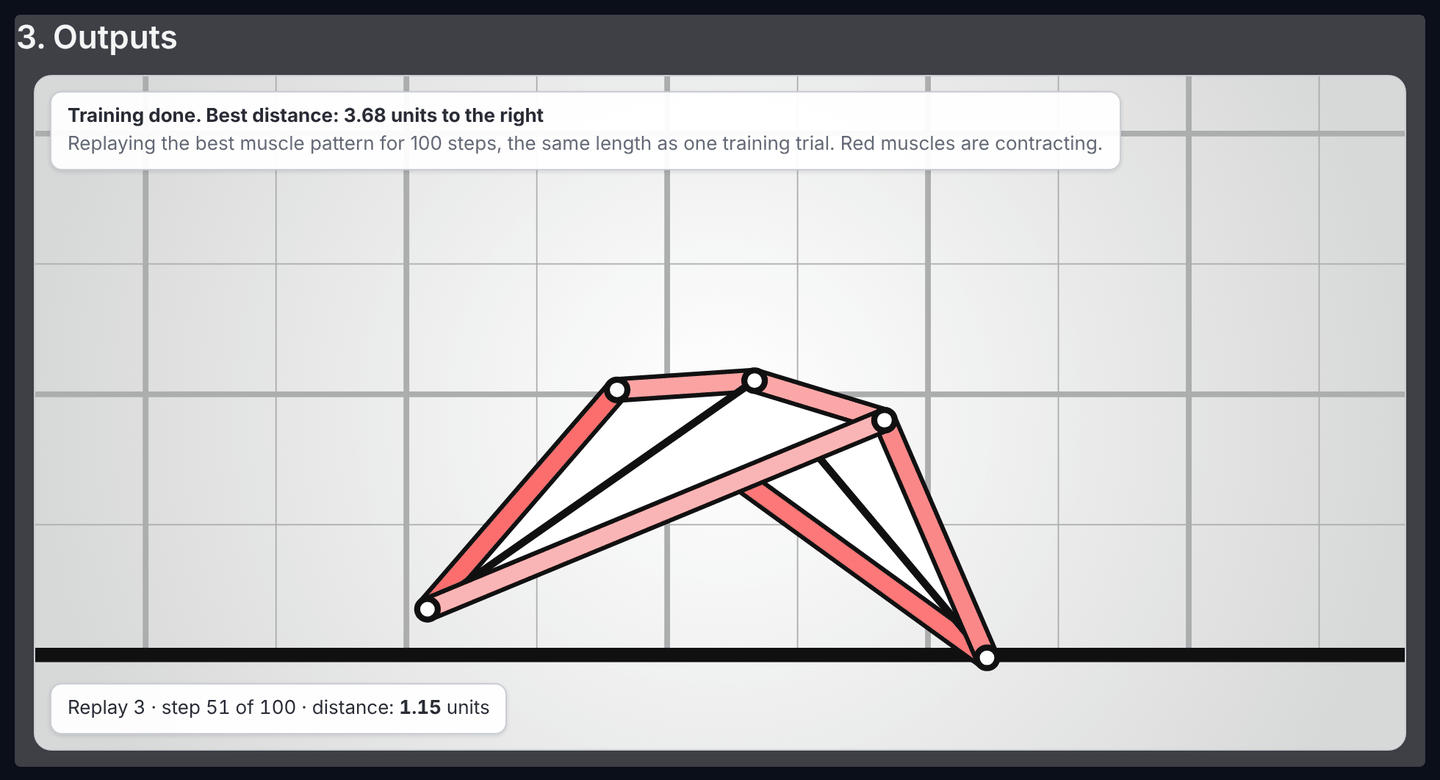 3. Outputs
Training done. Best distance: 3.68 units to the right
Replaying the best muscle pattern for 100 steps, the same length as one training trial. Red muscles are contracting.
Replay 3 · step 51 of 100 · distance: 1.15 units